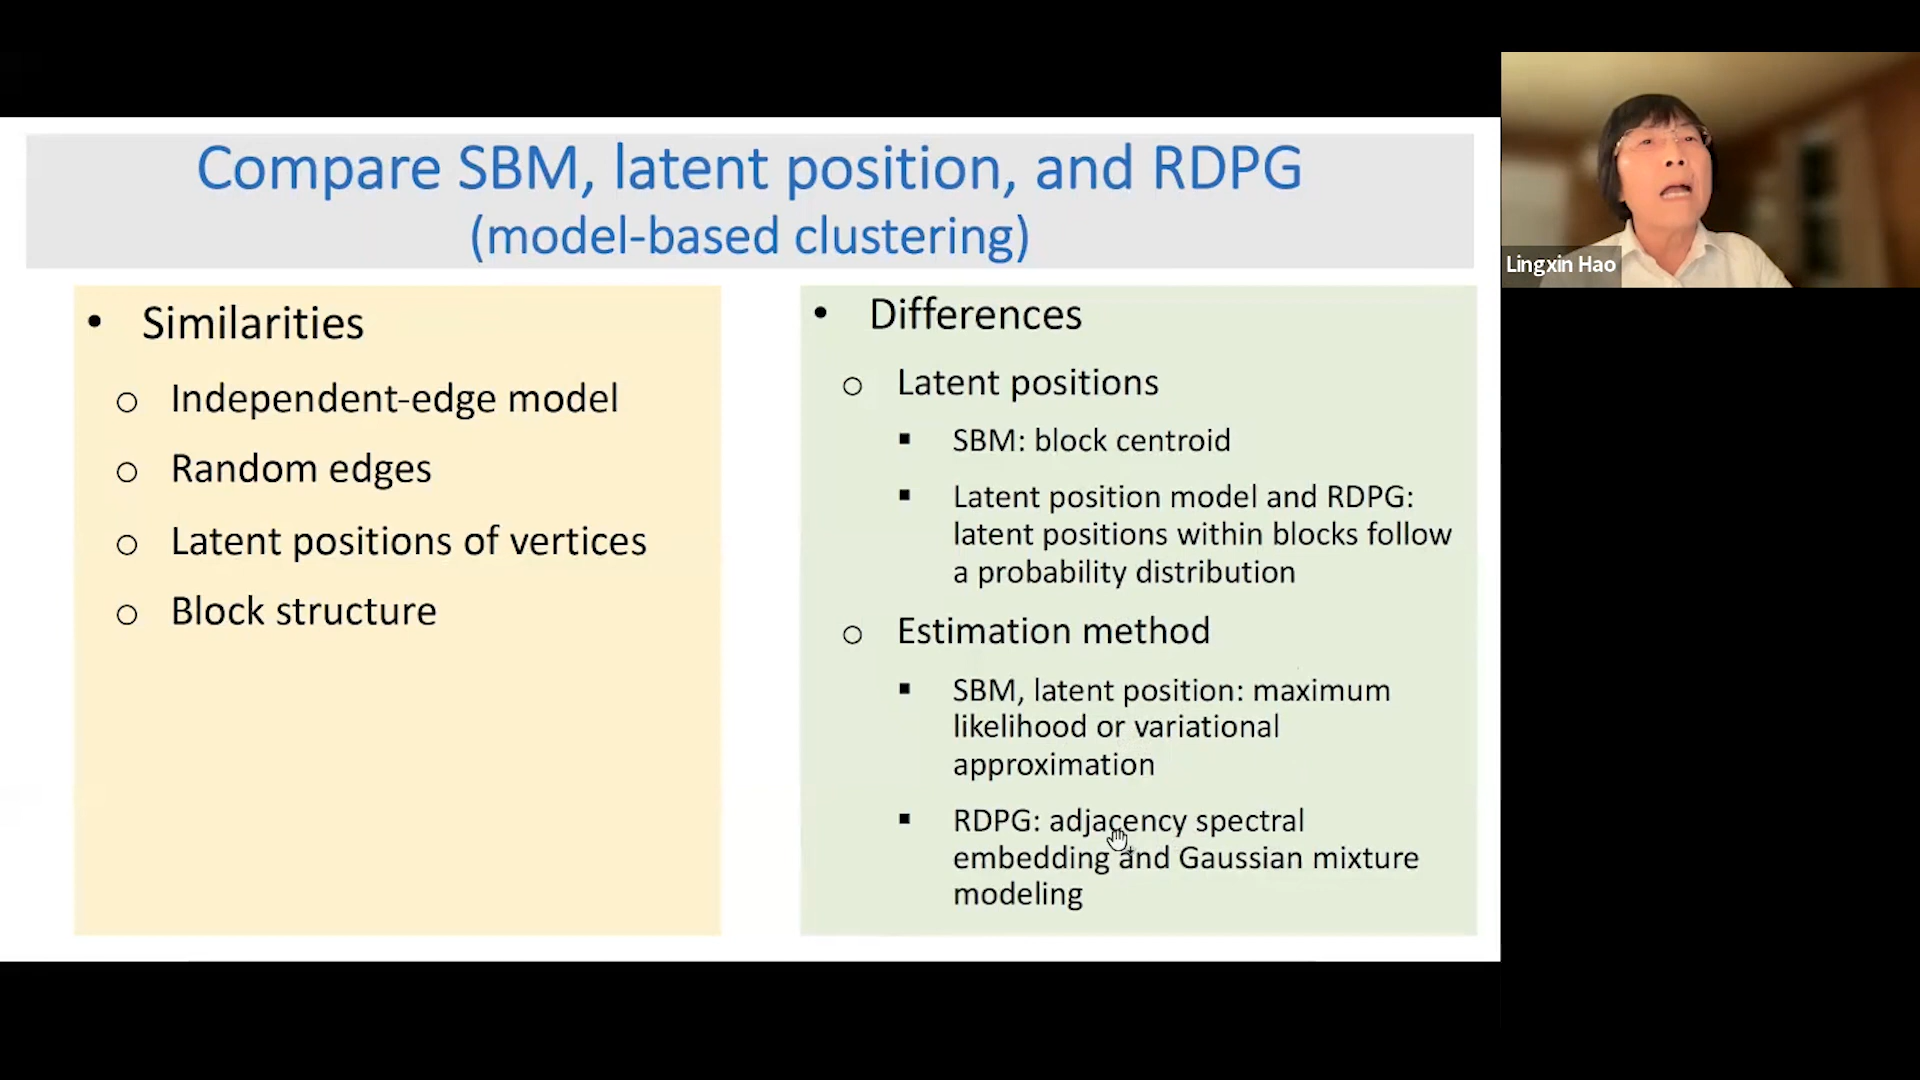 Compare SBM, latent position, and RDPG
(model-based clustering)
• Similarities
o Independent-edge model
o Random edges
o Latent positions of vertices
o Block structure
• Differences
o Latent positions
▪ SBM: block centroid
▪ Latent position model and RDPG:
latent positions within blocks follow
a probability distribution
o Estimation method
▪ SBM, latent position: maximum
likelihood or variational
approximation
▪ RDPG: adjacency spectral
embedding and Gaussian mixture
modeling
Lingxin Hao